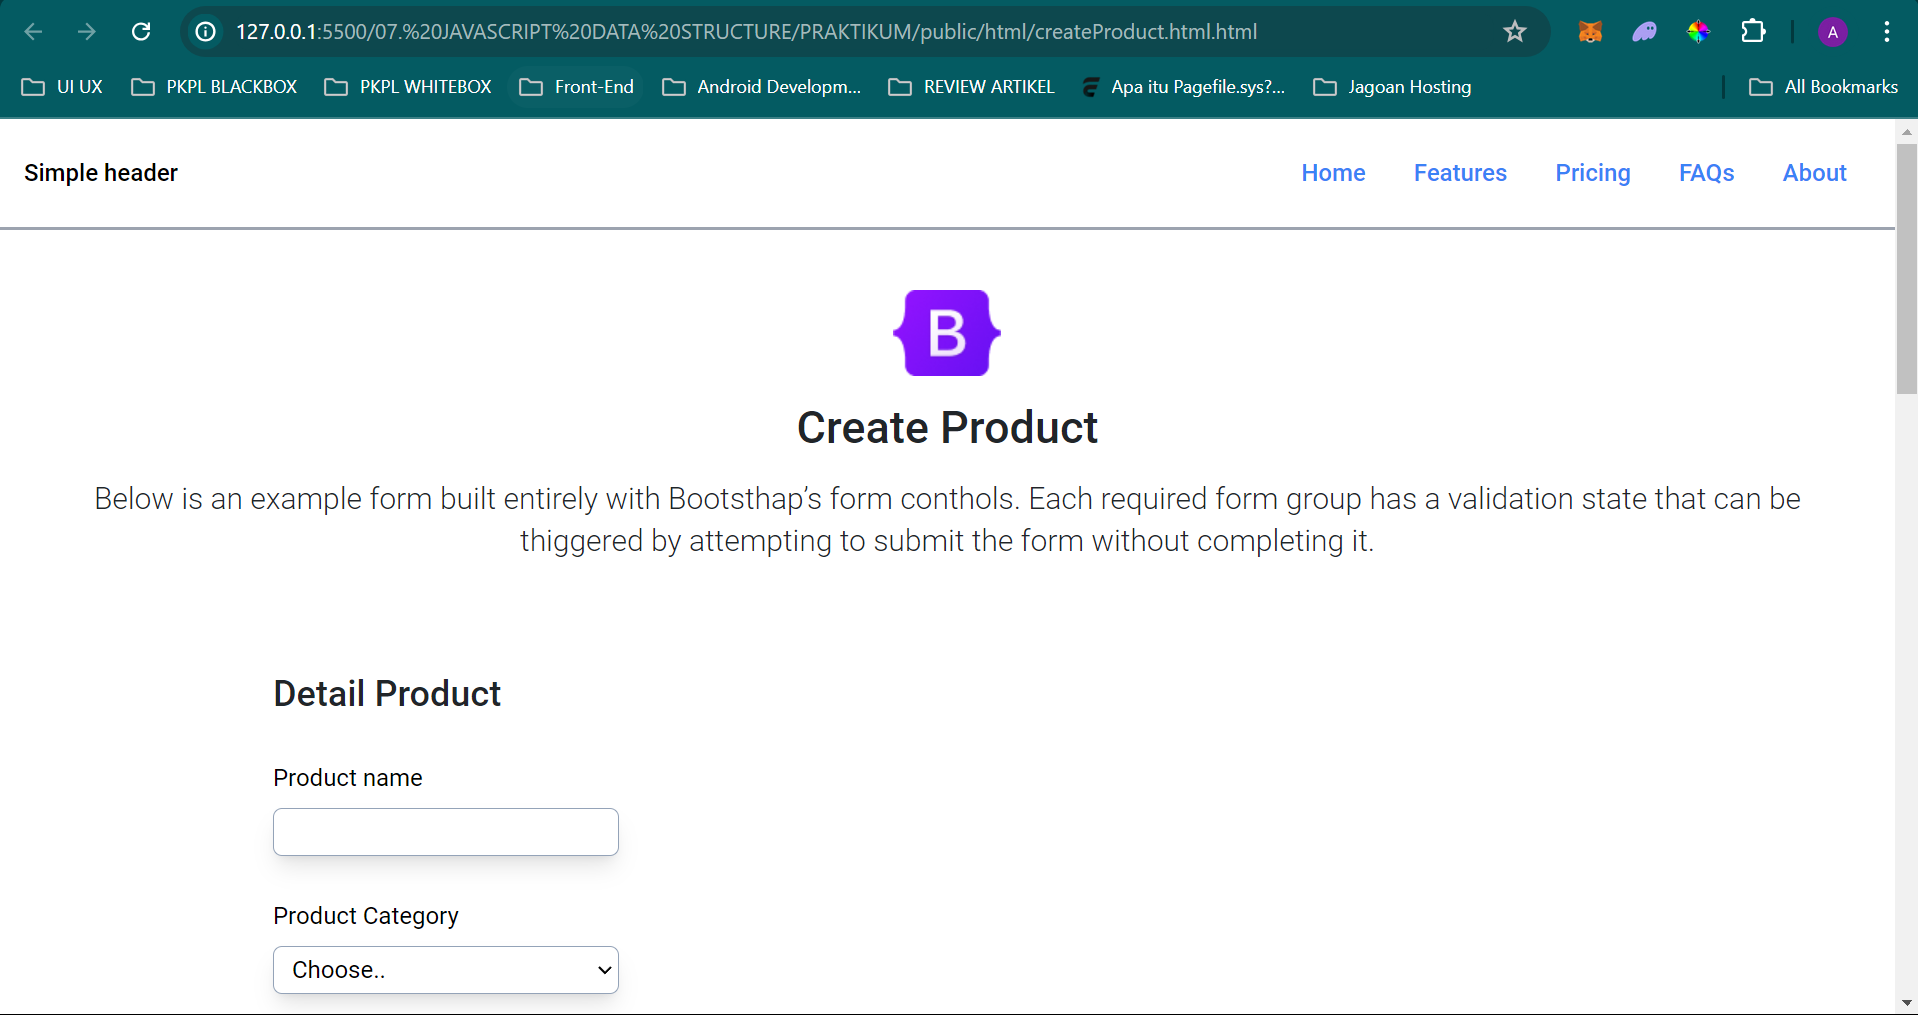 127.0.0.1:5500/07.%20JAVASCRIPT%20DATA%20STRUCTURE/PRAKTIKUM/public/html/createProduct.html.html
A
UI UX PKPL BLACKBOX PKPL WHITEBOX Front-End Android Developm... REVIEW ARTIKEL Apa itu Pagefile.sys?... Jagoan Hosting All Bookmarks
Simple header Home Features Pricing FAQs About
B
Create Product
Below is an example form built entirely with Bootsthap’s form conthols. Each required form group has a validation state that can be
thiggered by attempting to submit the form without completing it.
Detail Product
Product name
Product Category
Choose..